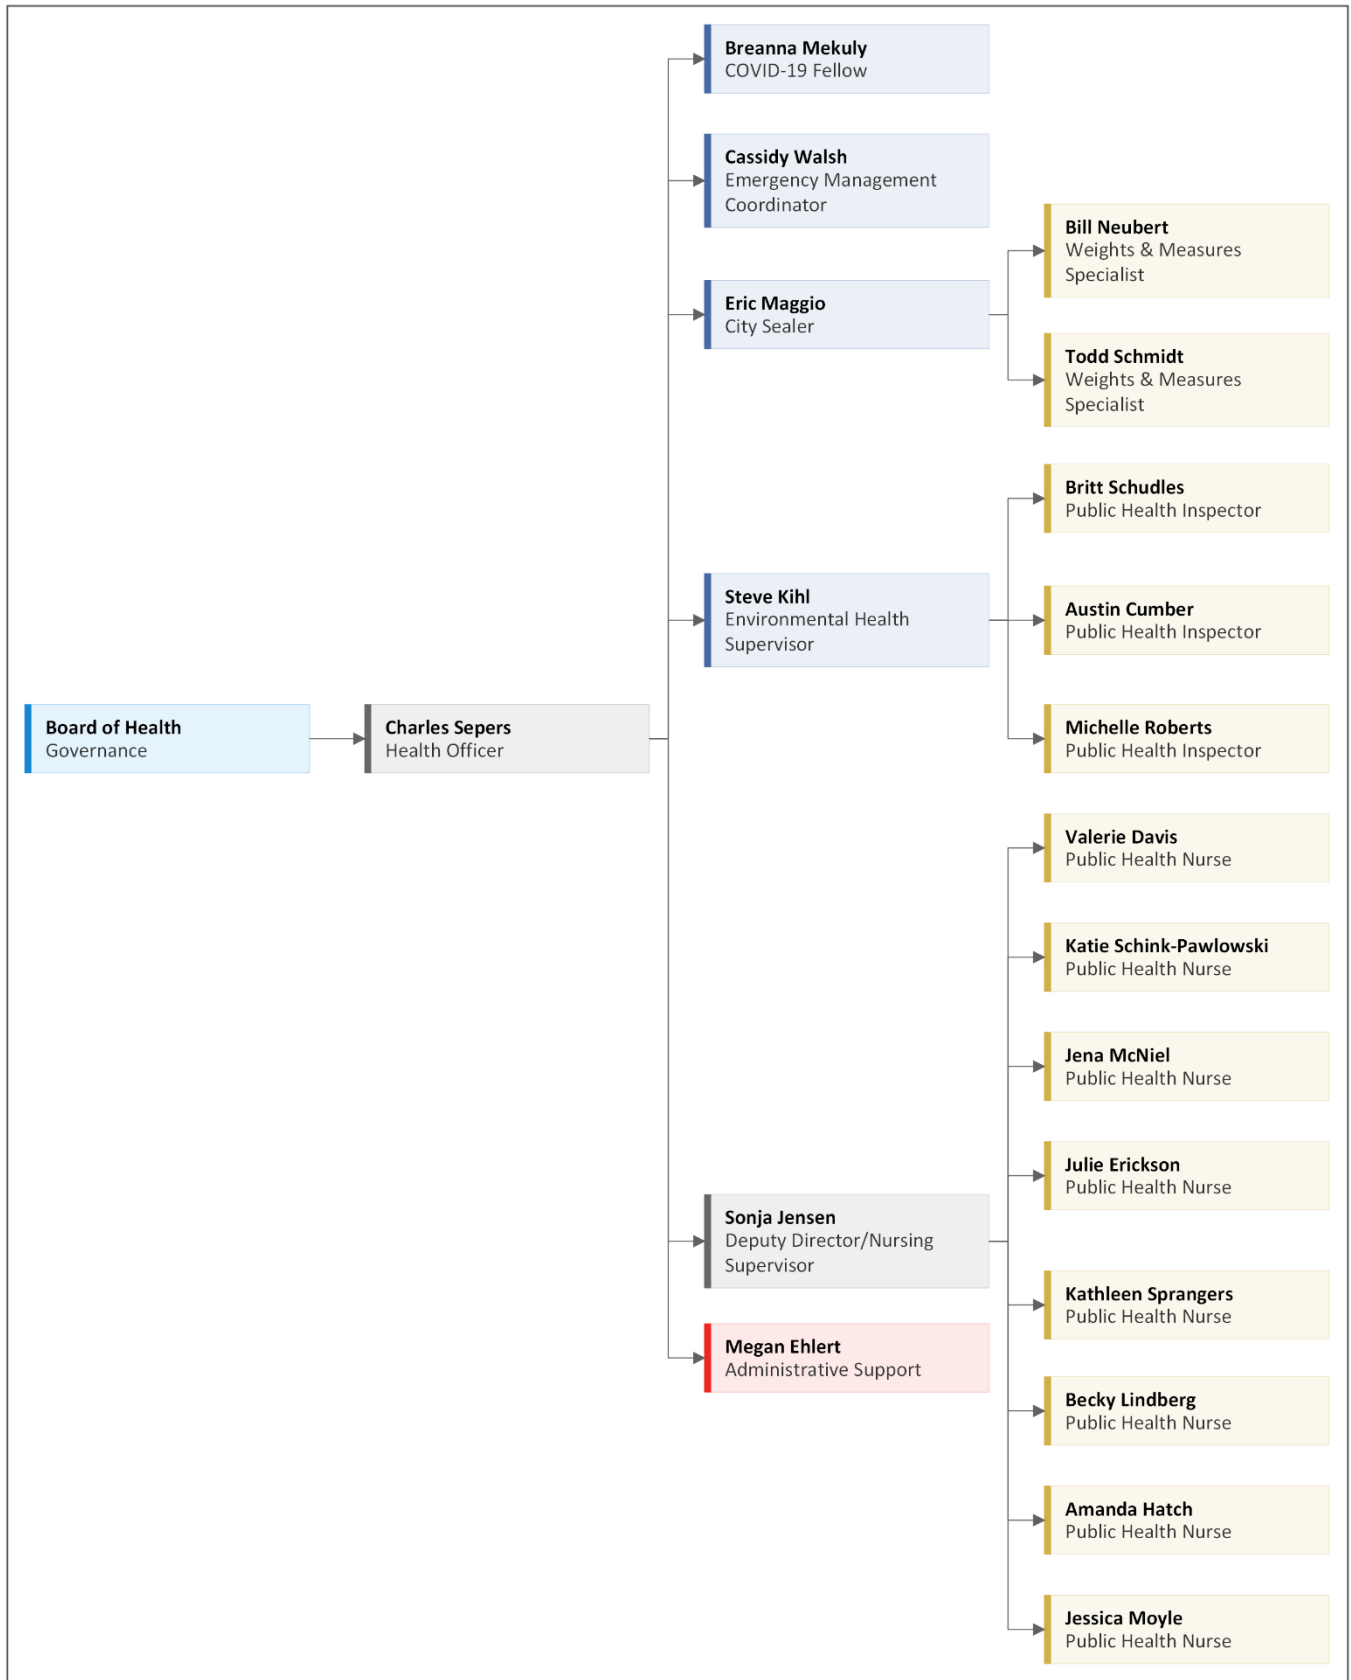 Breanna Mekuly
COVID-19 Fellow
Cassidy Walsh
Emergency Management
Coordinator
Eric Maggio
City Sealer
Bill Neubert
Weights & Measures
Specialist
Todd Schmidt
Weights & Measures
Specialist
Steve Kihl
Environmental Health
Supervisor
Britt Schudles
Public Health Inspector
Austin Cumber
Public Health Inspector
Michelle Roberts
Public Health Inspector
Board of Health
Governance
Charles Sepers
Health Officer
Sonja Jensen
Deputy Director/Nursing
Supervisor
Megan Ehlert
Administrative Support
Valerie Davis
Public Health Nurse
Katie Schink-Pawlowski
Public Health Nurse
Jena McNiel
Public Health Nurse
Julie Erickson
Public Health Nurse
Kathleen Sprangers
Public Health Nurse
Becky Lindberg
Public Health Nurse
Amanda Hatch
Public Health Nurse
Jessica Moyle
Public Health Nurse